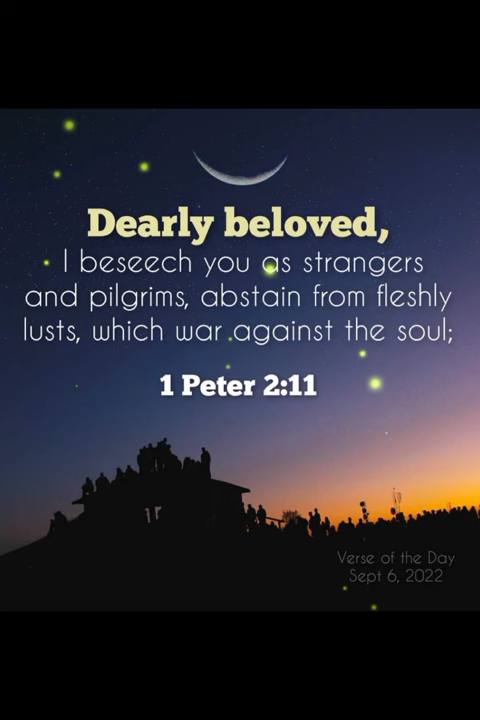 Dearly beloved,
I beseech you as strangers
and pilgrims, abstain from fleshly
lusts, which war against the soul;
1 Peter 2:11
Verse of the Day
Sept 6, 2022